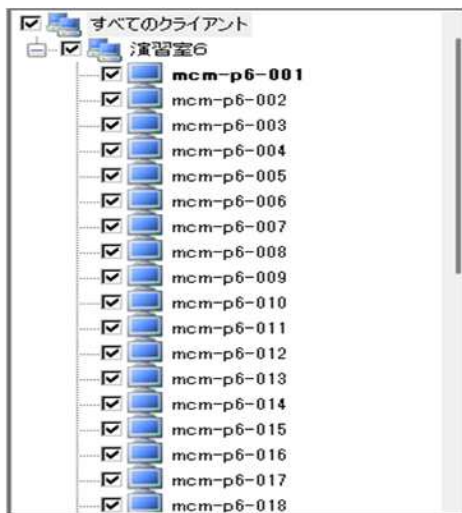 すべてのクライアント
演習室6
mcm-p6-001
mcm-p6-002
mcm-p6-003
mcm-p6-004
mcm-p6-005
mcm-p6-006
mcm-p6-007
mcm-p6-008
mcm-p6-009
mcm-p6-010
mcm-p6-011
mcm-p6-012
mcm-p6-013
mcm-p6-014
mcm-p6-015
mcm-p6-016
mcm-p6-017
mcm-p6-018